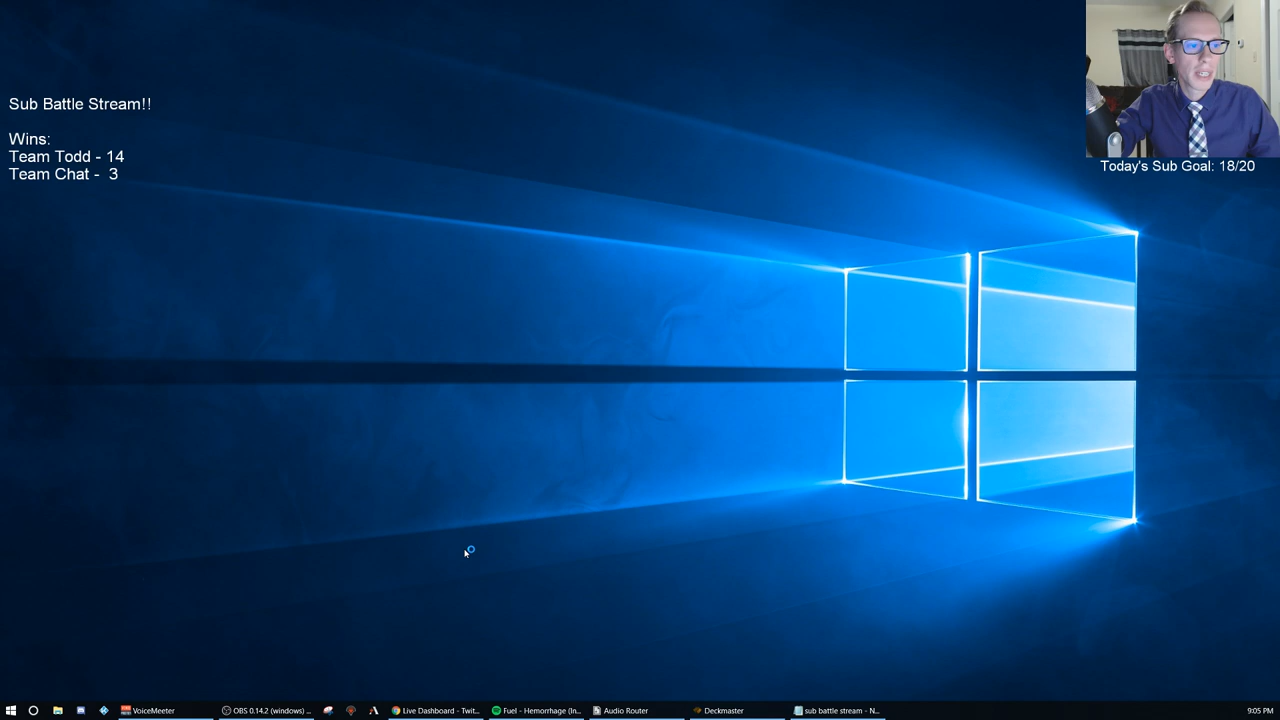 Sub Battle Stream!!
Wins:
Team Todd - 14
Team Chat - 3
Today's Sub Goal: 18/20
VoiceMeeter
OBS 0.14.2 (windows) ...
Live Dashboard - Twit...
Fuel - Hemorrhage (In...
Audio Router
Deckmaster
sub battle stream - N...
9:05 PM